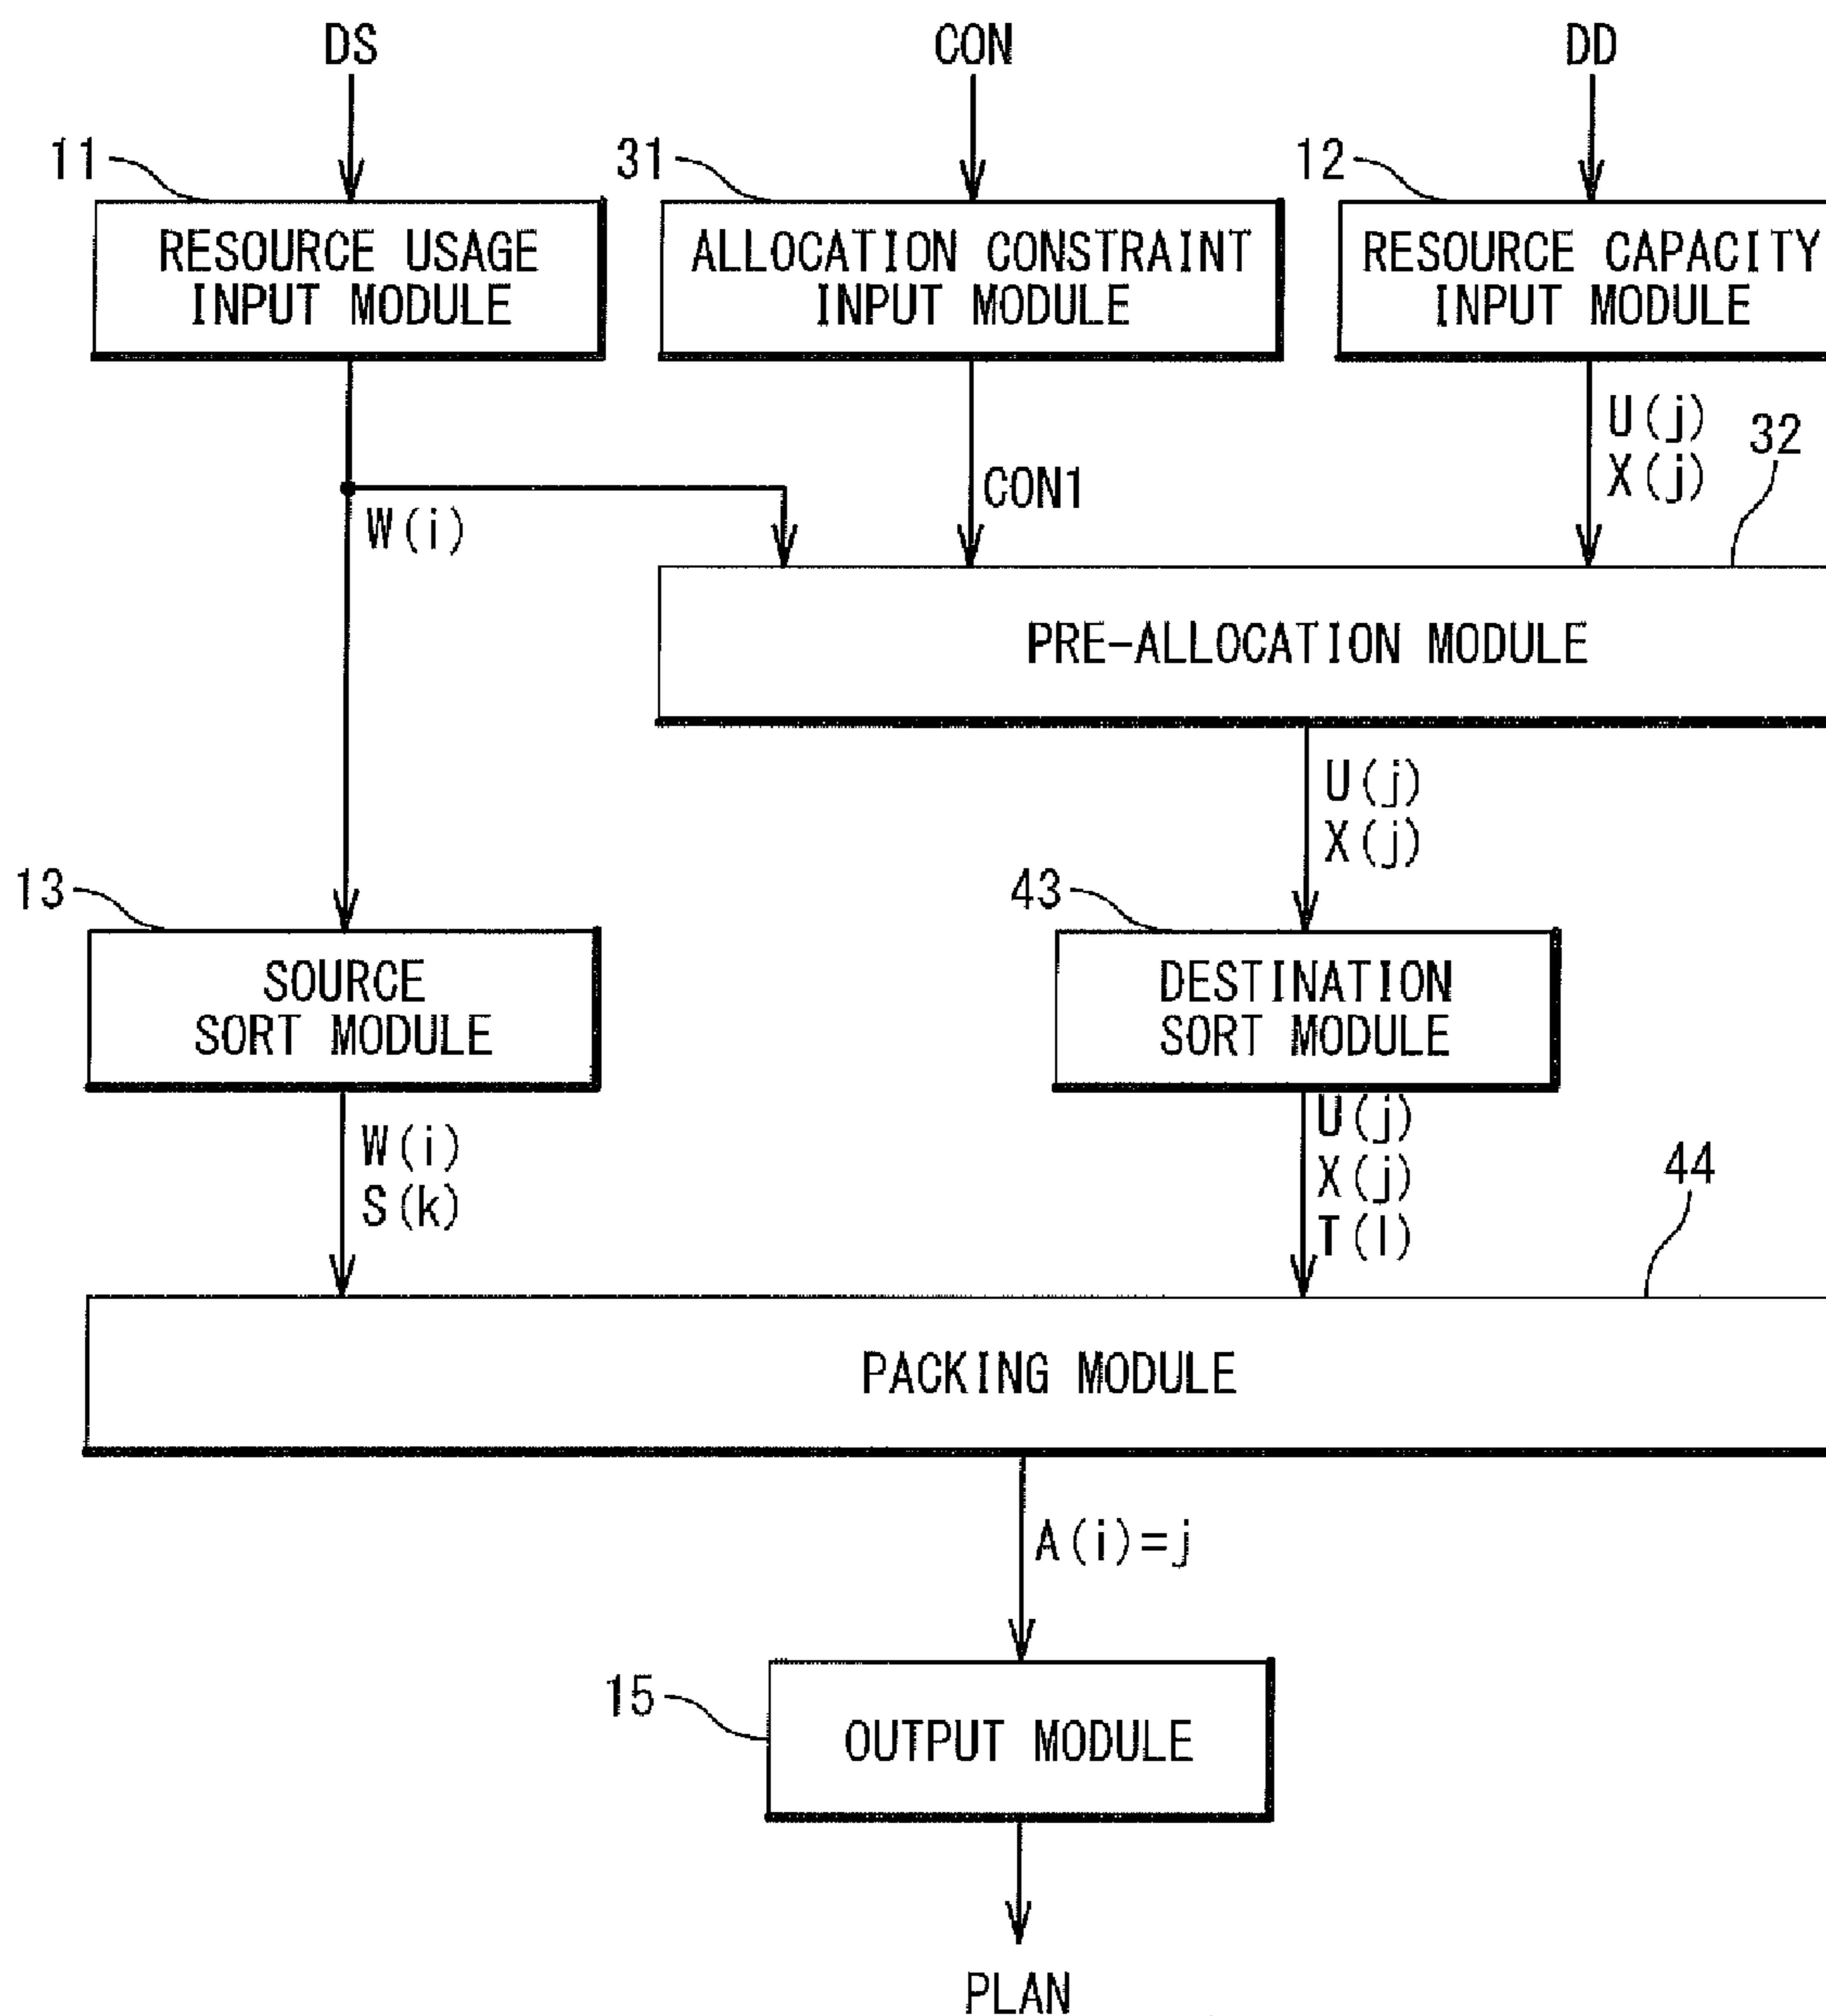 DS
CON
DD
11
31
12
RESOURCE USAGE
INPUT MODULE
ALLOCATION CONSTRAINT
INPUT MODULE
RESOURCE CAPACITY
INPUT MODULE
U(j)
X(j)
32
W(i)
CON1
PRE-ALLOCATION MODULE
U(j)
X(j)
13
43
SOURCE
SORT MODULE
DESTINATION
SORT MODULE
W(i)
S(k)
U(j)
X(j)
T(l)
44
PACKING MODULE
A(i)=j
15
OUTPUT MODULE
PLAN